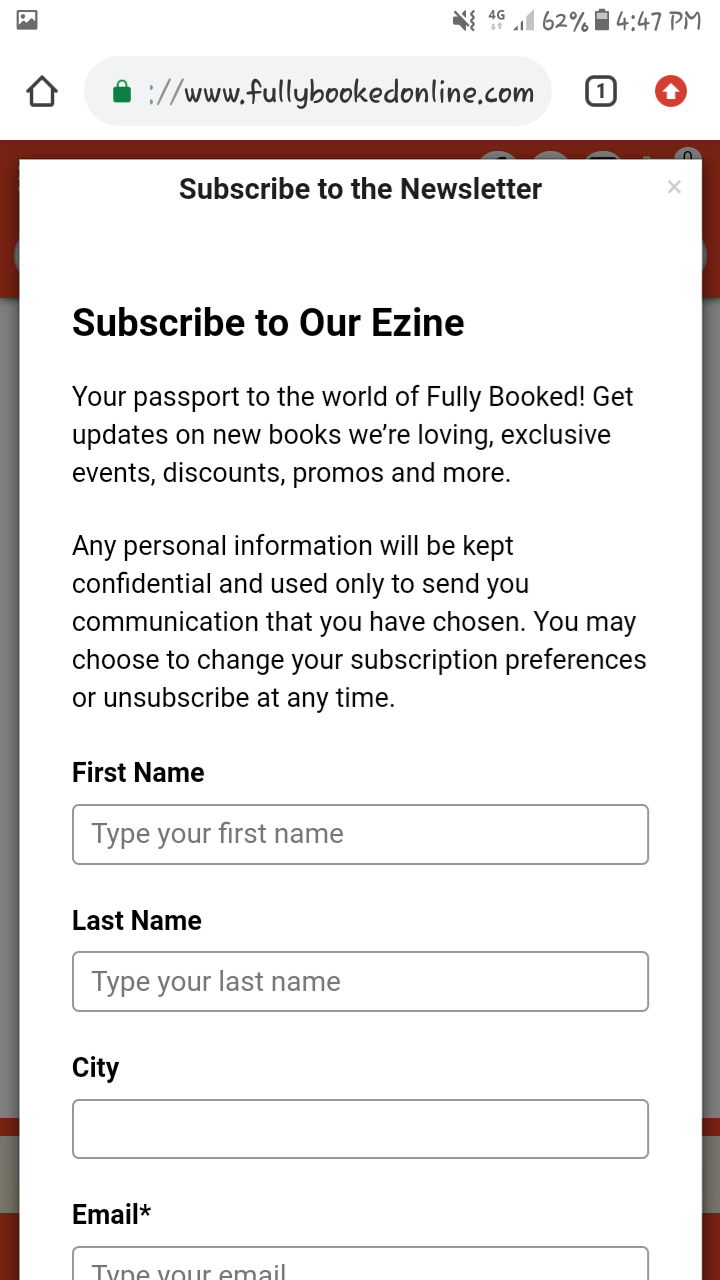 4G 62% 4:47 PM
://www.fullybookedonline.com 1
Subscribe to the Newsletter ×
Subscribe to Our Ezine
Your passport to the world of Fully Booked! Get
updates on new books we’re loving, exclusive
events, discounts, promos and more.
Any personal information will be kept
confidential and used only to send you
communication that you have chosen. You may
choose to change your subscription preferences
or unsubscribe at any time.
First Name
Type your first name
Last Name
Type your last name
City
Email*
Type your email